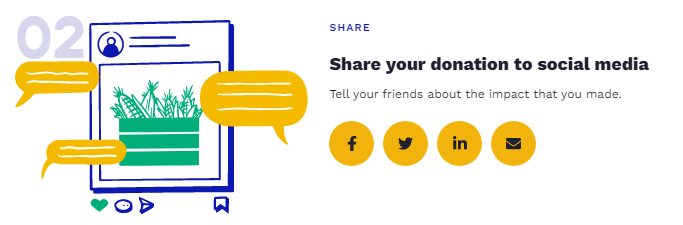 02
SHARE
Share your donation to social media
Tell your friends about the impact that you made.